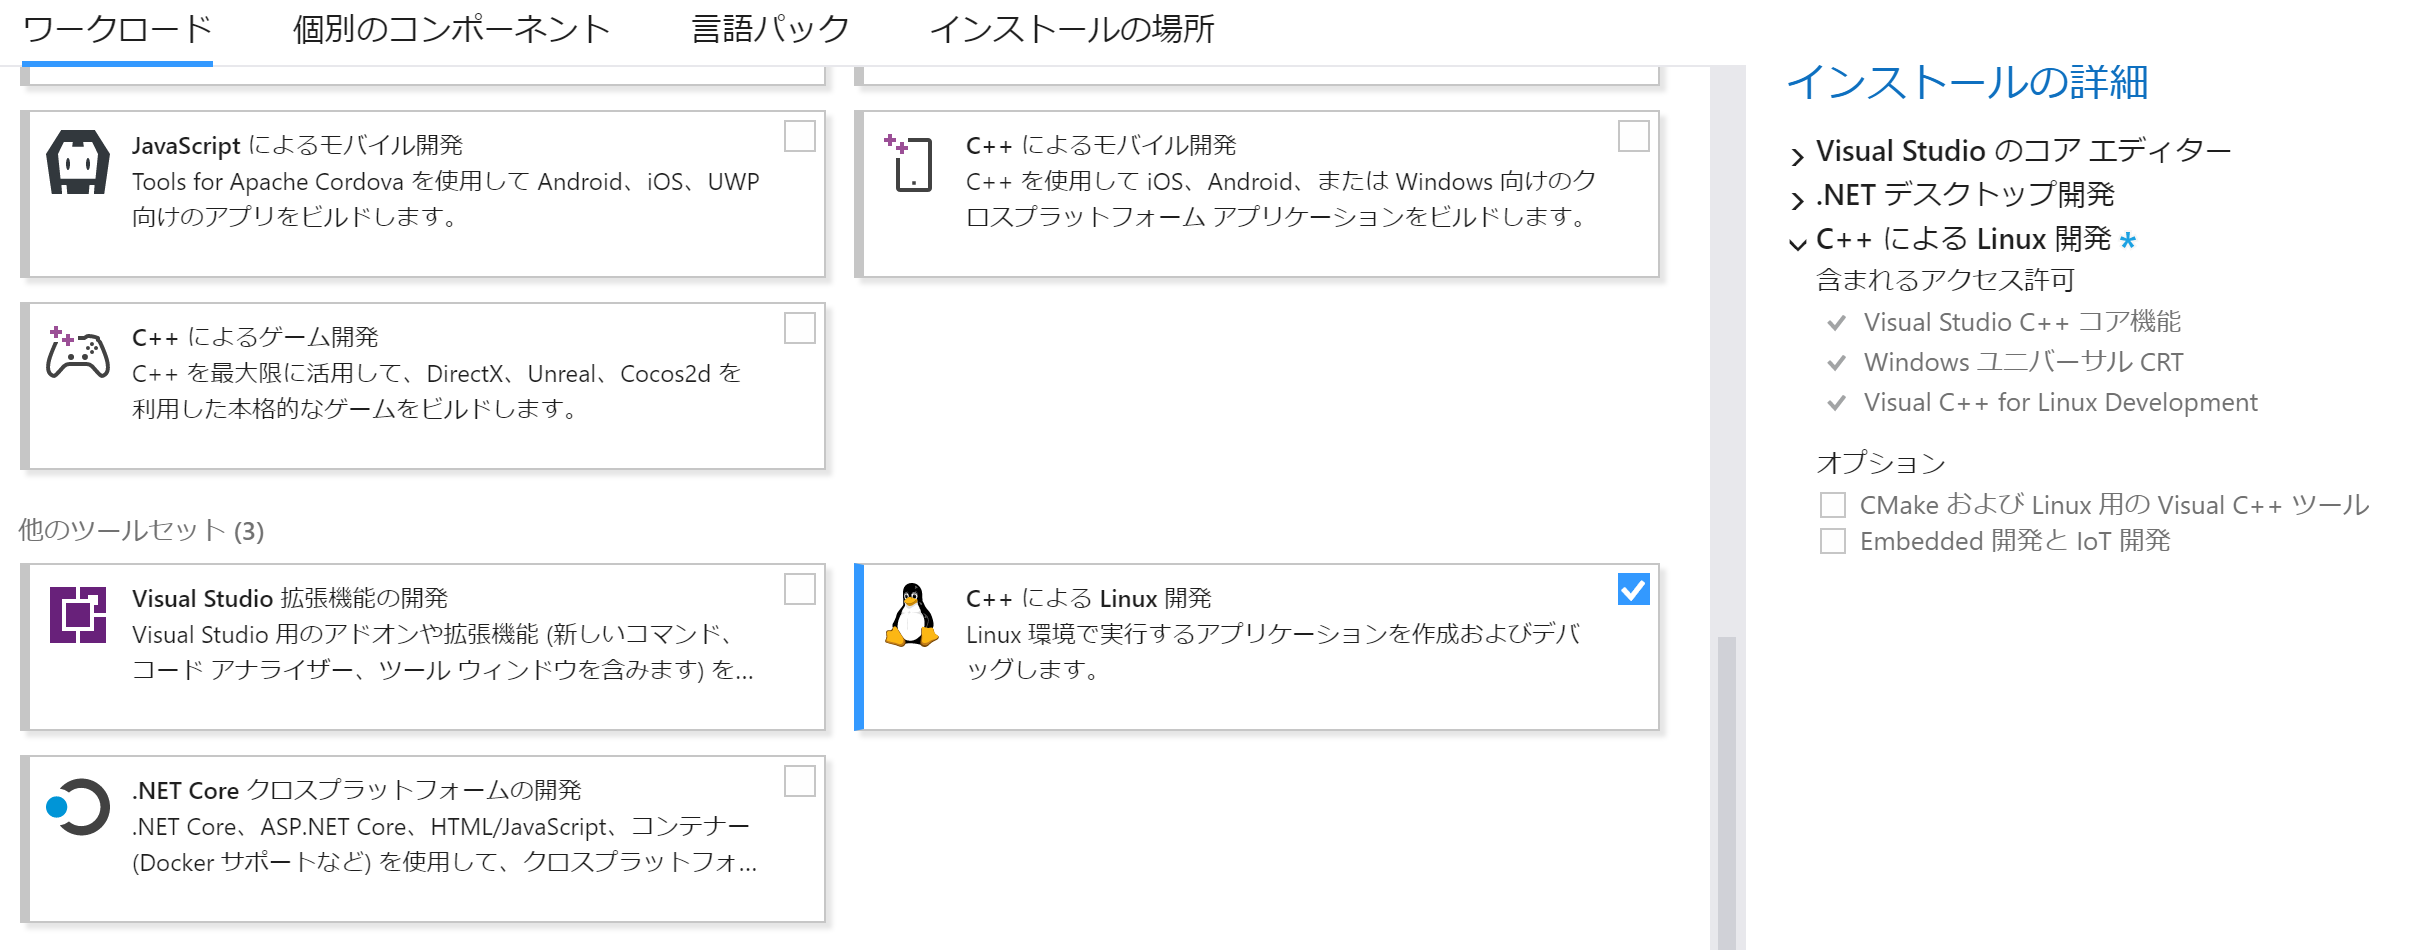 ワークロード 個別のコンポーネント 言語パック インストールの場所
JavaScript によるモバイル開発
Tools for Apache Cordova を使用して Android、iOS、UWP
向けのアプリをビルドします。
C++ によるモバイル開発
C++ を使用して iOS、Android、または Windows 向けのク
ロスプラットフォーム アプリケーションをビルドします。
C++ によるゲーム開発
C++ を最大限に活用して、DirectX、Unreal、Cocos2d を
利用した本格的なゲームをビルドします。
他のツールセット (3)
Visual Studio 拡張機能の開発
Visual Studio 用のアドオンや拡張機能 (新しいコマンド、
コード アナライザー、ツール ウィンドウを含みます) を...
C++ による Linux 開発
Linux 環境で実行するアプリケーションを作成およびデバ
ッグします。
.NET Core クロスプラットフォームの開発
.NET Core、ASP.NET Core、HTML/JavaScript、コンテナー
(Docker サポートなど) を使用して、クロスプラットフォ...
インストールの詳細
Visual Studio のコア エディター
.NET デスクトップ開発
C++ による Linux 開発 *
含まれるアクセス許可
Visual Studio C++ コア機能
Windows ユニバーサル CRT
Visual C++ for Linux Development
オプション
CMake および Linux 用の Visual C++ ツール
Embedded 開発と IoT 開発